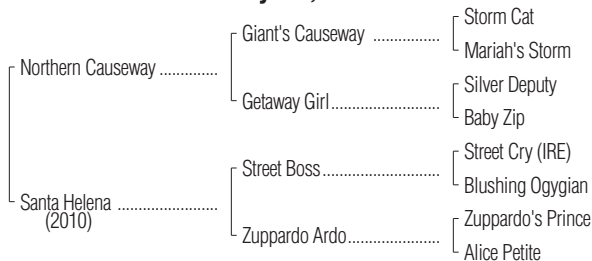 Giant's Causeway ................
Storm Cat
Mariah's Storm
Northern Causeway ..............
Getaway Girl..........................
Silver Deputy
Baby Zip
Street Boss............................
Street Cry (IRE)
Blushing Ogygian
Santa Helena ........................
(2010)
Zuppardo Ardo......................
Zuppardo's Prince
Alice Petite